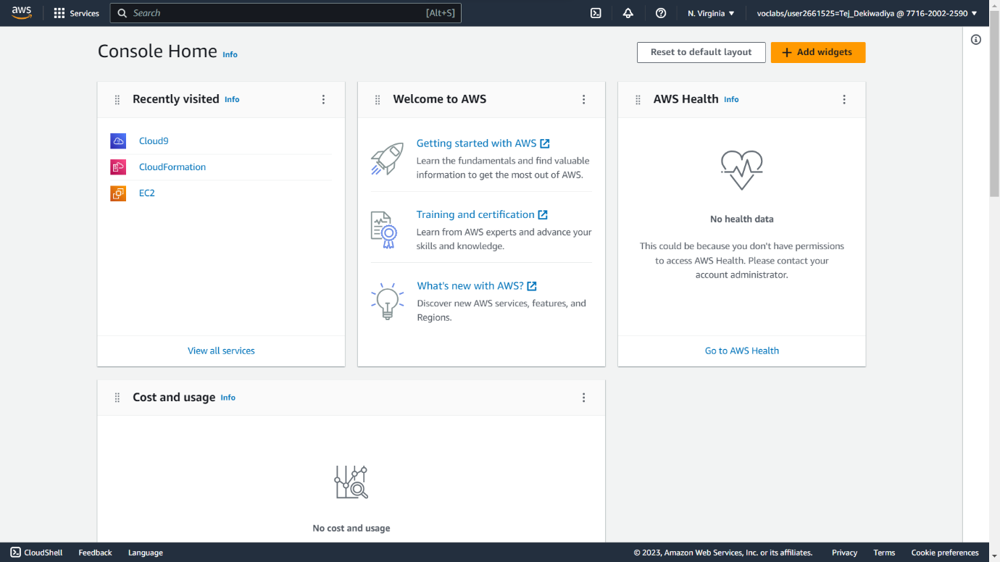 aws
Services
Search
[Alt+S]
N. Virginia
voclabs/user2661525=Tej_Dekiwadiya @ 7716-2002-2590
Console Home Info
Reset to default layout
Add widgets
Recently visited Info
Cloud9
CloudFormation
EC2
View all services
Welcome to AWS
Getting started with AWS
Learn the fundamentals and find valuable
information to get the most out of AWS.
Training and certification
Learn from AWS experts and advance your
skills and knowledge.
What's new with AWS?
Discover new AWS services, features, and
Regions.
AWS Health Info
No health data
This could be because you don't have permissions
to access AWS Health. Please contact your
account administrator.
Go to AWS Health
Cost and usage Info
No cost and usage
CloudShell
Feedback
Language
© 2023, Amazon Web Services, Inc. or its affiliates.
Privacy
Terms
Cookie preferences